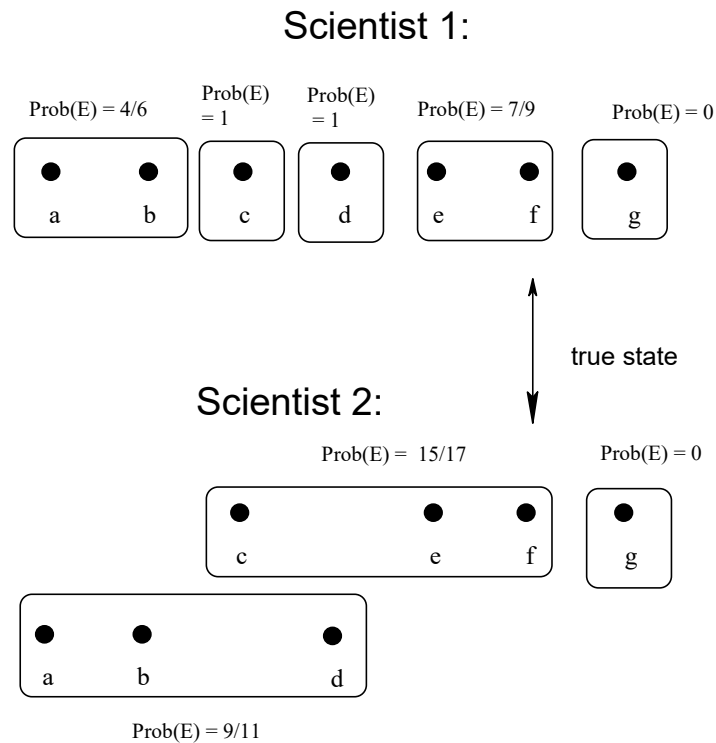 Scientist 1:
Prob(E) = 4/6
Prob(E)
= 1
Prob(E)
= 1
Prob(E) = 7/9
Prob(E) = 0
a b c d e f g
true state
Scientist 2:
Prob(E) = 15/17
Prob(E) = 0
c e f g
a b d
Prob(E) = 9/11